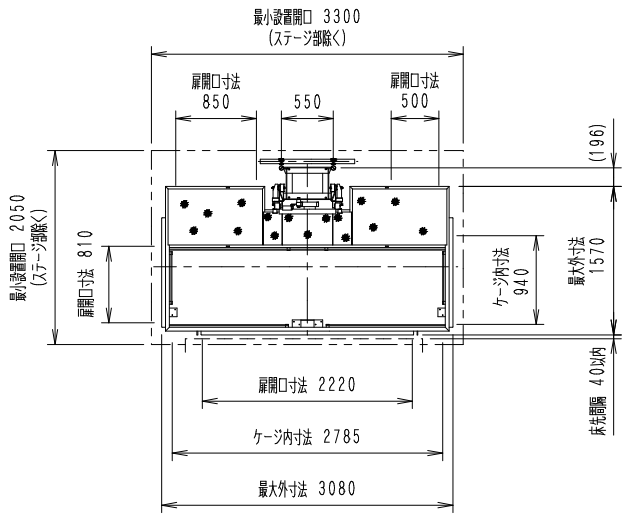 最小設置開口 3300
(ステージ部除く)
扉開口寸法
850
550
扉開口寸法
500
(196)
最小設置開口 2050
(ステージ部除く)
扉開口寸法 810
ケージ内寸法
940
最大外寸法
1570
床先間隔 40以内
扉開口寸法 2220
ケージ内寸法 2785
最大外寸法 3080